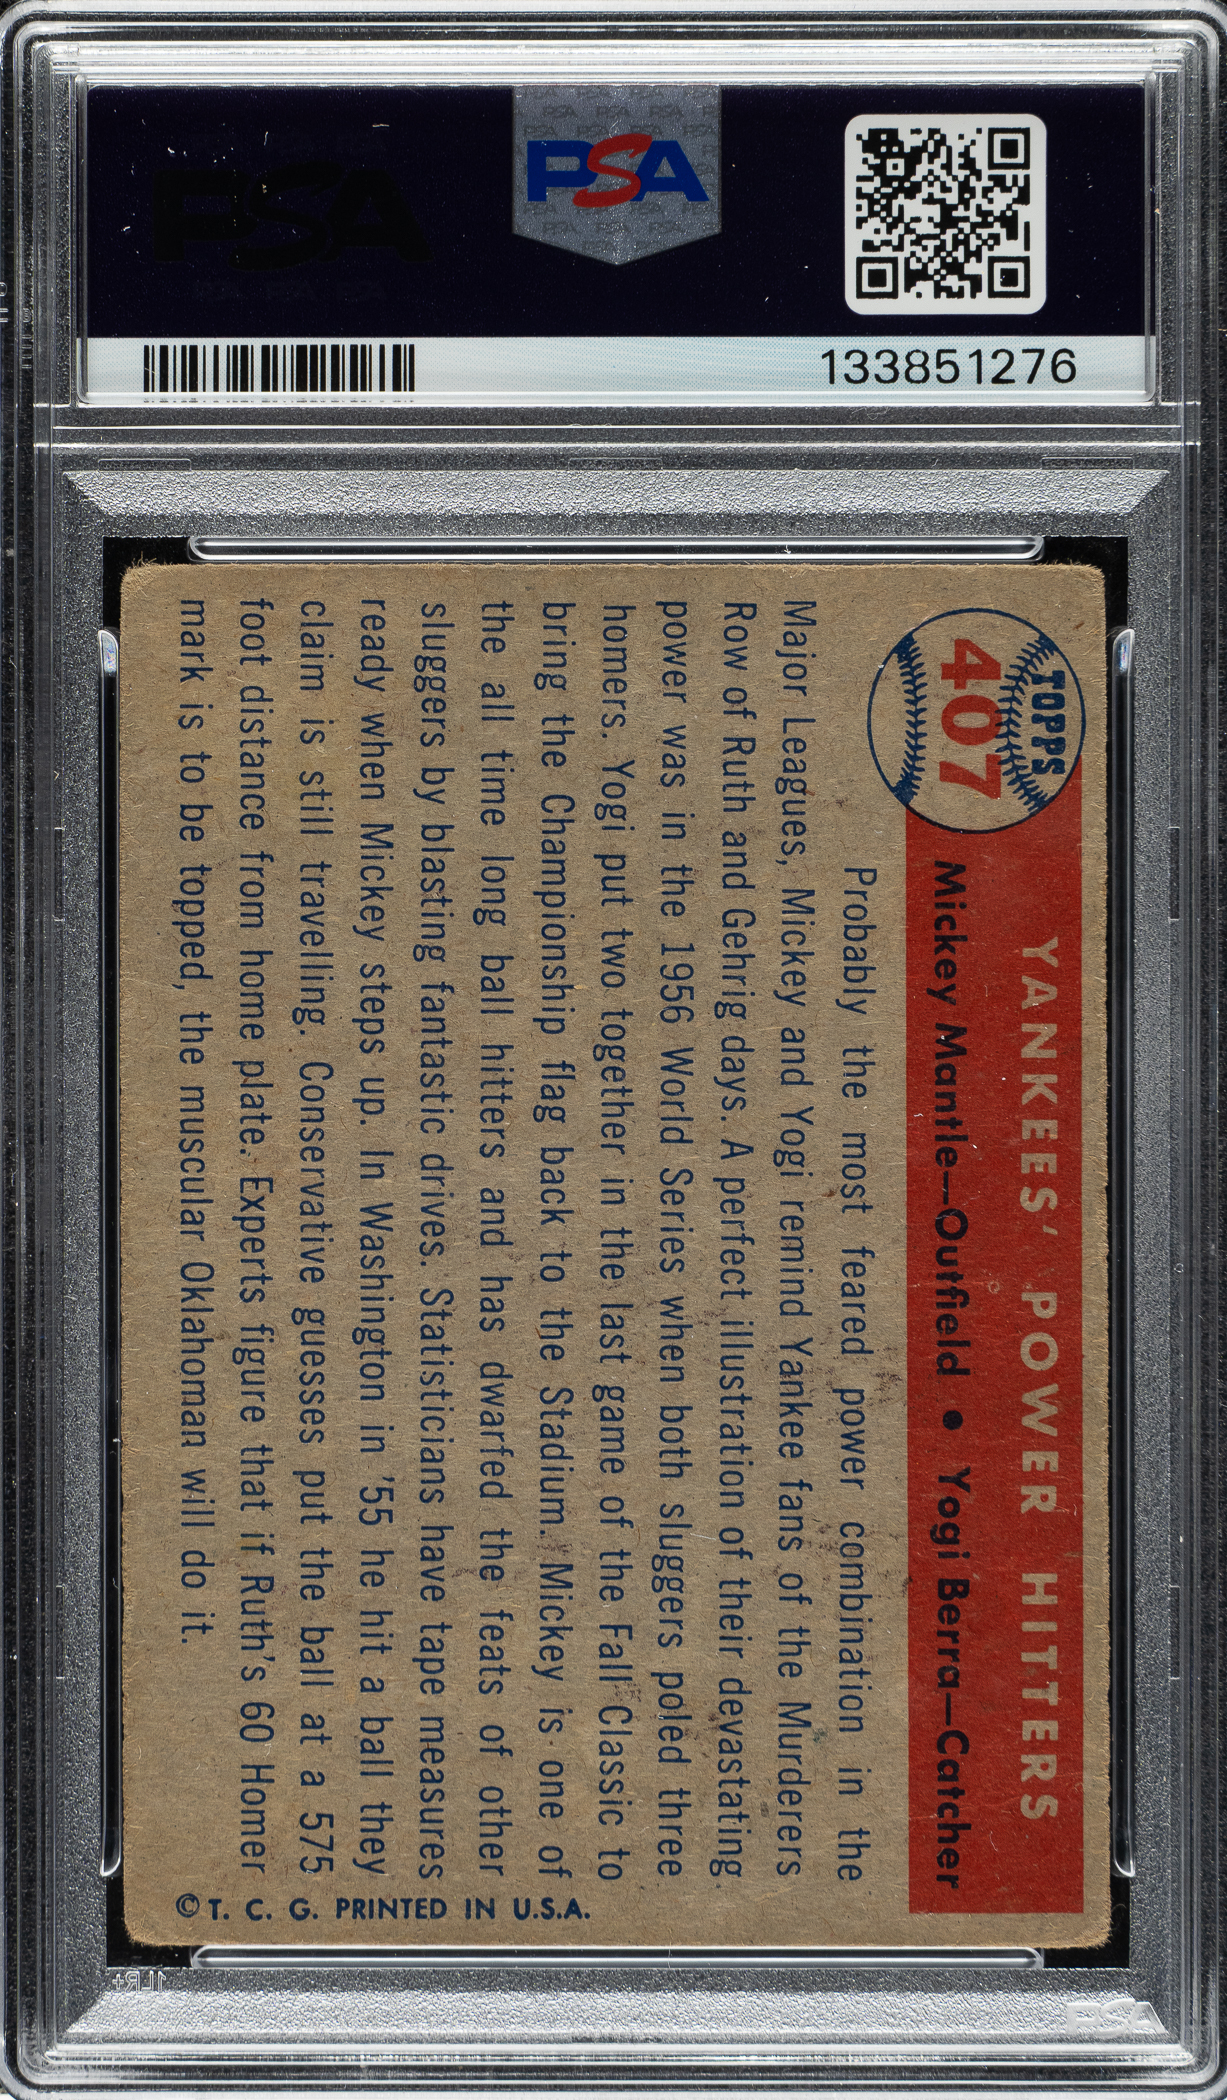 PSA
PSA
133851276
TOPPS
407
YANKEES' POWER HITTERS
Mickey Mantle—Outfield • Yogi Berra—Catcher
Probably the most feared power combination in the
Major Leagues, Mickey and Yogi remind Yankee fans of the Murderers
Row of Ruth and Gehrig days. A perfect illustration of their devastating
power was in the 1956 World Series when both sluggers poled three
homers. Yogi put two together in the last game of the Fall Classic to
bring the Championship flag back to the Stadium. Mickey is one of
the all time long ball hitters and has dwarfed the feats of other
sluggers by blasting fantastic drives. Statisticians have tape measures
ready when Mickey steps up. In Washington in '55 he hit a ball they
claim is still travelling. Conservative guesses put the ball at a 575
foot distance from home plate. Experts figure that if Ruth's 60 Homer
mark is to be topped, the muscular Oklahoman will do it.
© T. C. G. PRINTED IN U.S.A.
1LR+
PSA